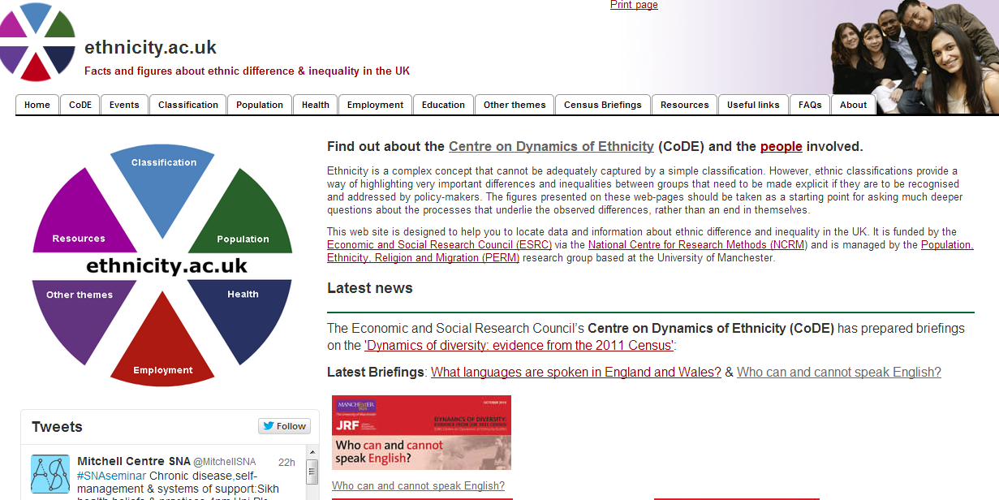 Print page
ethnicity.ac.uk
Facts and figures about ethnic difference & inequality in the UK
Home CoDE Events Classification Population Health Employment Education Other themes Census Briefings Resources Useful links FAQs About
Classification
Resources
Population
ethnicity.ac.uk
Other themes
Health
Employment
Find out about the Centre on Dynamics of Ethnicity (CoDE) and the people involved.
Ethnicity is a complex concept that cannot be adequately captured by a simple classification. However, ethnic classifications provide a
way of highlighting very important differences and inequalities between groups that need to be made explicit if they are to be recognised
and addressed by policy-makers. The figures presented on these web-pages should be taken as a starting point for asking much deeper
questions about the processes that underlie the observed differences, rather than an end in themselves.
This web site is designed to help you to locate data and information about ethnic difference and inequality in the UK. It is funded by the
Economic and Social Research Council (ESRC) via the National Centre for Research Methods (NCRM) and is managed by the Population,
Ethnicity, Religion and Migration (PERM) research group based at the University of Manchester.
Latest news
The Economic and Social Research Council's Centre on Dynamics of Ethnicity (CoDE) has prepared briefings
on the 'Dynamics of diversity: evidence from the 2011 Census':
Latest Briefings: What languages are spoken in England and Wales? & Who can and cannot speak English?
MANCHESTER
1824
The University of Manchester
JRF
OCTOBER 2013
DYNAMICS OF DIVERSITY:
EVIDENCE FROM THE 2011 CENSUS
Who can and cannot
speak English?
Who can and cannot speak English?
Tweets
Follow
Mitchell Centre SNA @MitchellSNA 22h
#SNAseminar Chronic disease,self-
management & systems of support:Sikh